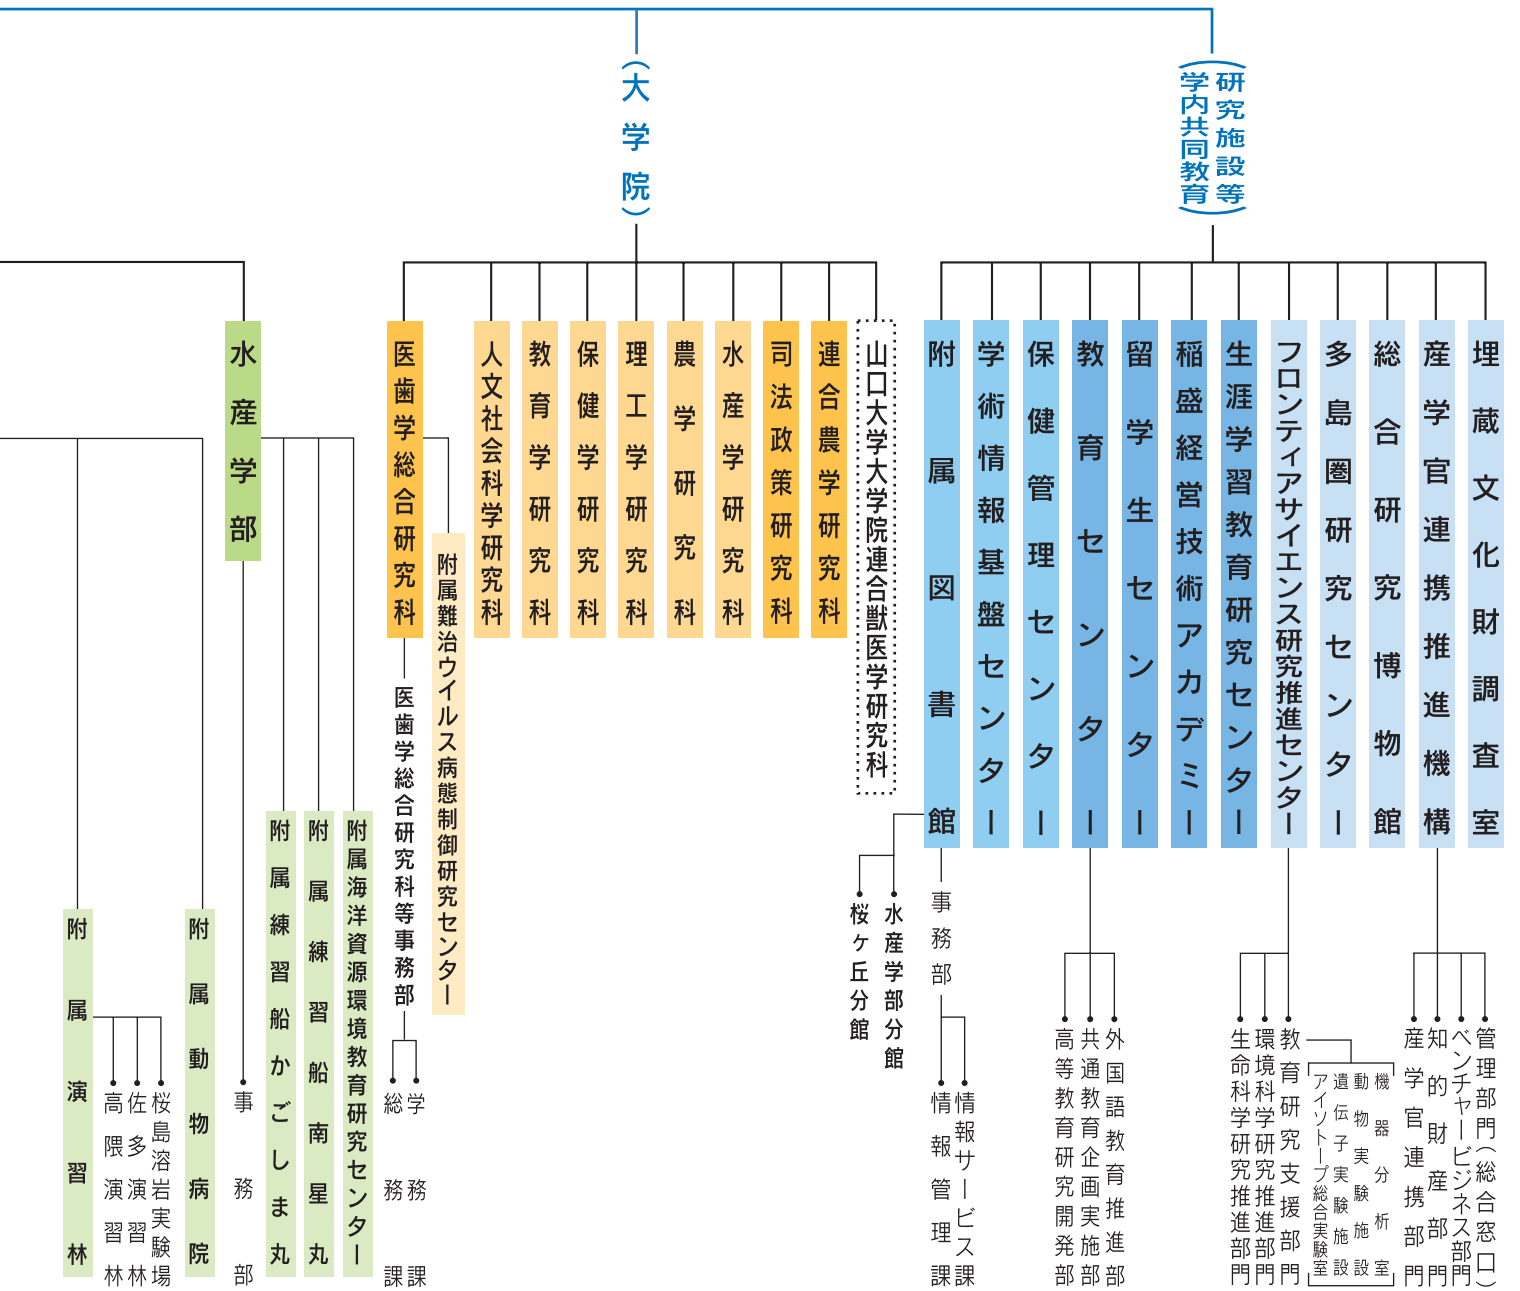 （大学院）
（学内共同教育
研究施設等）
水産学部
医歯学総合研究科
人文社会科学研究科
教育学研究科
保健学研究科
理工学研究科
農学研究科
水産学研究科
司法政策研究科
連合農学研究科
山口大学大学院連合獣医学研究科
附属図書館
学術情報基盤センター
保健管理センター
教育センター
留学生センター
稲盛経営技術アカデミー
生涯学習教育研究センター
フロンティアサイエンス研究推進センター
多島圏研究センター
総合研究博物館
産学官連携推進機構
埋蔵文化財調査室
附属難治ウイルス病態制御研究センター
医歯学総合研究科等事務部
総務課
学務課
附属練習船かごしま丸
附属練習船南星丸
附属海洋資源環境教育研究センター
附属演習林
附属動物病院
高隈演習林
佐多演習林
桜島溶岩実験場
事務部
桜ヶ丘分館
水産学部分館
事務部
情報管理課
情報サービス課
高等教育研究開発部
共通教育企画実施部
外国語教育推進部
生命科学研究推進部門
環境科学研究推進部門
教育研究支援部門
アイソトープ総合実験室
遺伝子実験施設
動物実験施設
機器分析室
産学官連携部門
知的財産部門
ベンチャービジネス部門
管理部門（総合窓口）